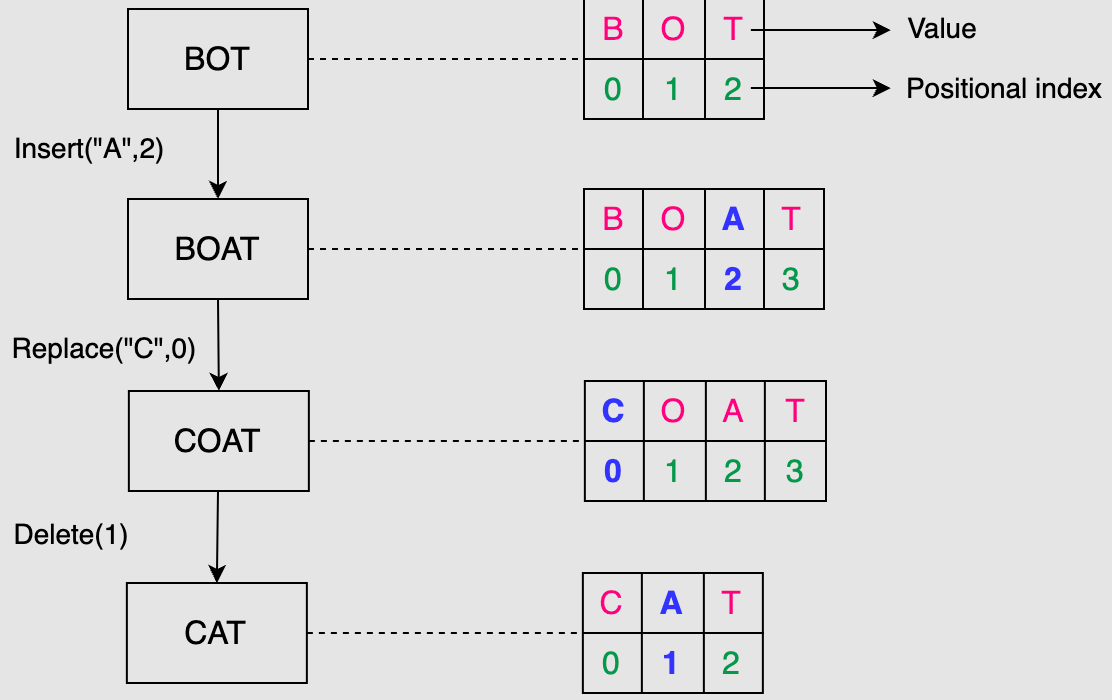 BOT
B O T
Value
0 1 2
Positional index
Insert("A",2)
BOAT
B O A T
0 1 2 3
Replace("C",0)
COAT
C O A T
0 1 2 3
Delete(1)
CAT
C A T
0 1 2